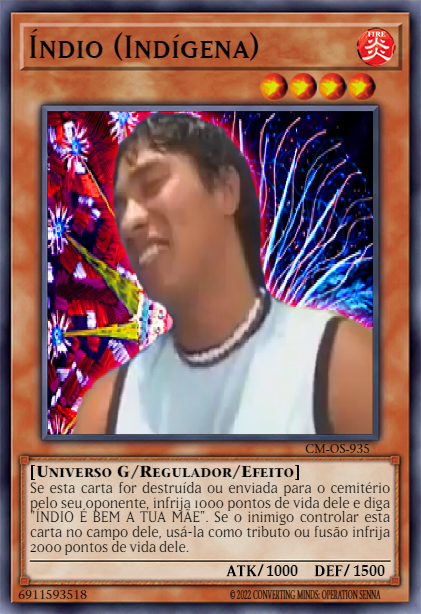 Índio (Indígena)
FIRE
炎
CM-OS-935
[Universo G/Regulador/Efeito]
Se esta carta for destruída ou enviada para o cemitério
pelo seu oponente, infrija 1000 pontos de vida dele e diga
"ÍNDIO É BEM A TUA MÃE". Se o inimigo controlar esta
carta no campo dele, usá-la como tributo ou fusão infrija
2000 pontos de vida dele.
ATK/1000 DEF/1500
6911593518
©2022 CONVERTING MINDS: OPERATION SENNA